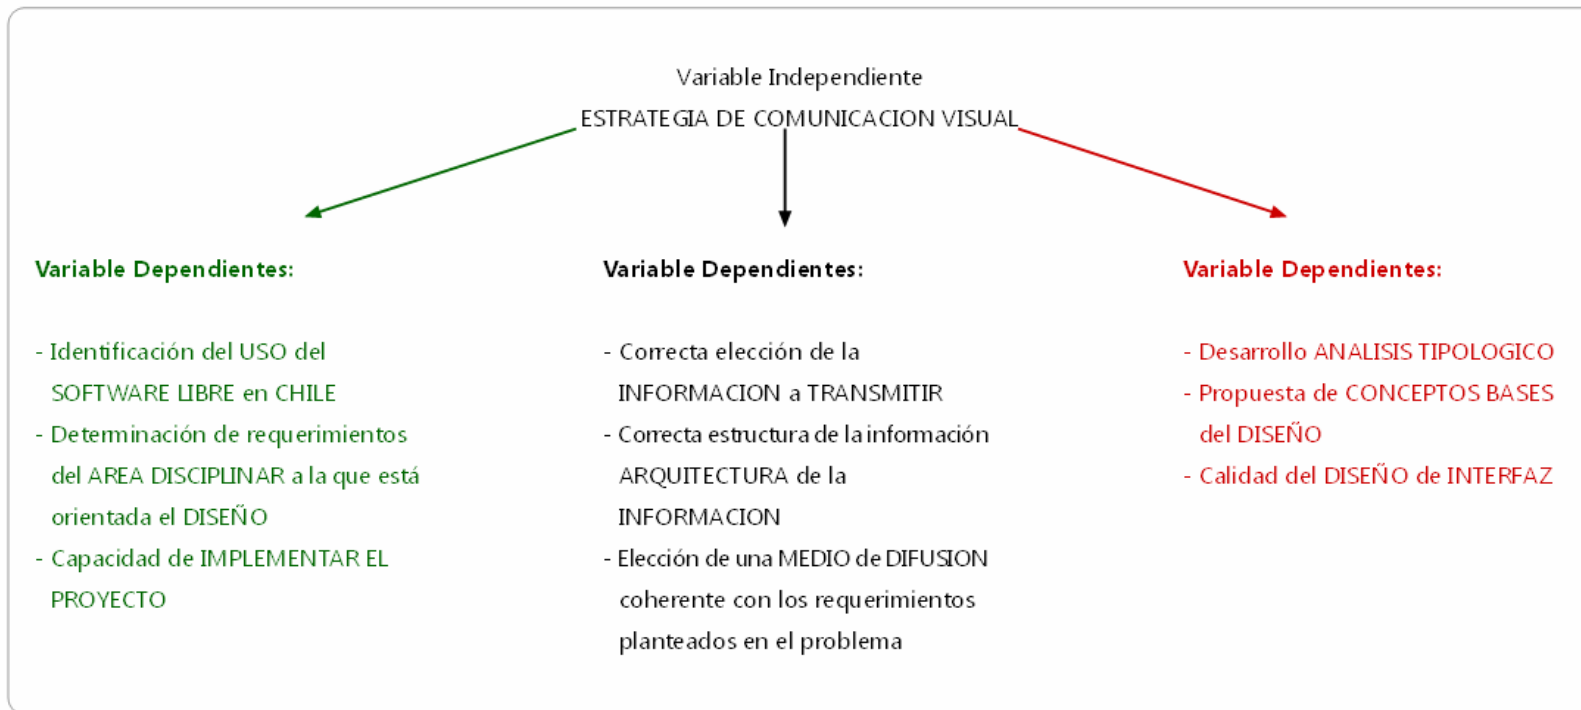 Variable Independiente
ESTRATEGIA DE COMUNICACION VISUAL
Variable Dependientes:
- Identificación del USO del
SOFTWARE LIBRE en CHILE
- Determinación de requerimientos
del AREA DISCIPLINAR a la que está
orientada el DISEÑO
- Capacidad de IMPLEMENTAR EL
PROYECTO
Variable Dependientes:
- Correcta elección de la
INFORMACION a TRANSMITIR
- Correcta estructura de la información
ARQUITECTURA de la
INFORMACION
- Elección de una MEDIO de DIFUSION
coherente con los requerimientos
planteados en el problema
Variable Dependientes:
- Desarrollo ANALISIS TIPOLOGICO
- Propuesta de CONCEPTOS BASES
del DISEÑO
- Calidad del DISEÑO de INTERFAZ